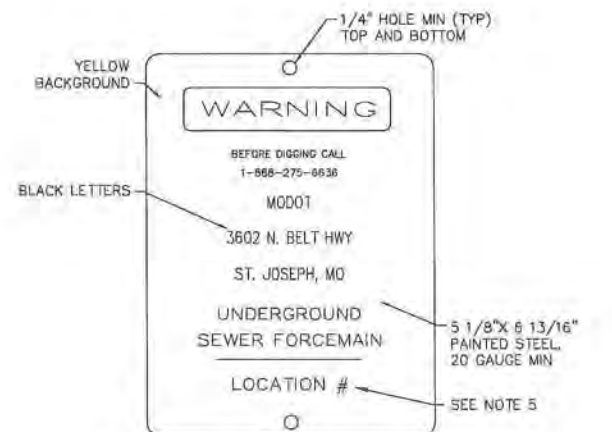 1/4" HOLE MIN (TYP)
TOP AND BOTTOM
YELLOW
BACKGROUND
WARNING
BEFORE DIGGING CALL
1-868-275-6636
BLACK LETTERS
MODOT
3602 N. BELT HWY
ST. JOSEPH, MO
UNDERGROUND
SEWER FORCEMAIN
5 1/8"X 6 13/16"
PAINTED STEEL,
20 GAUGE MIN
LOCATION #
SEE NOTE 5